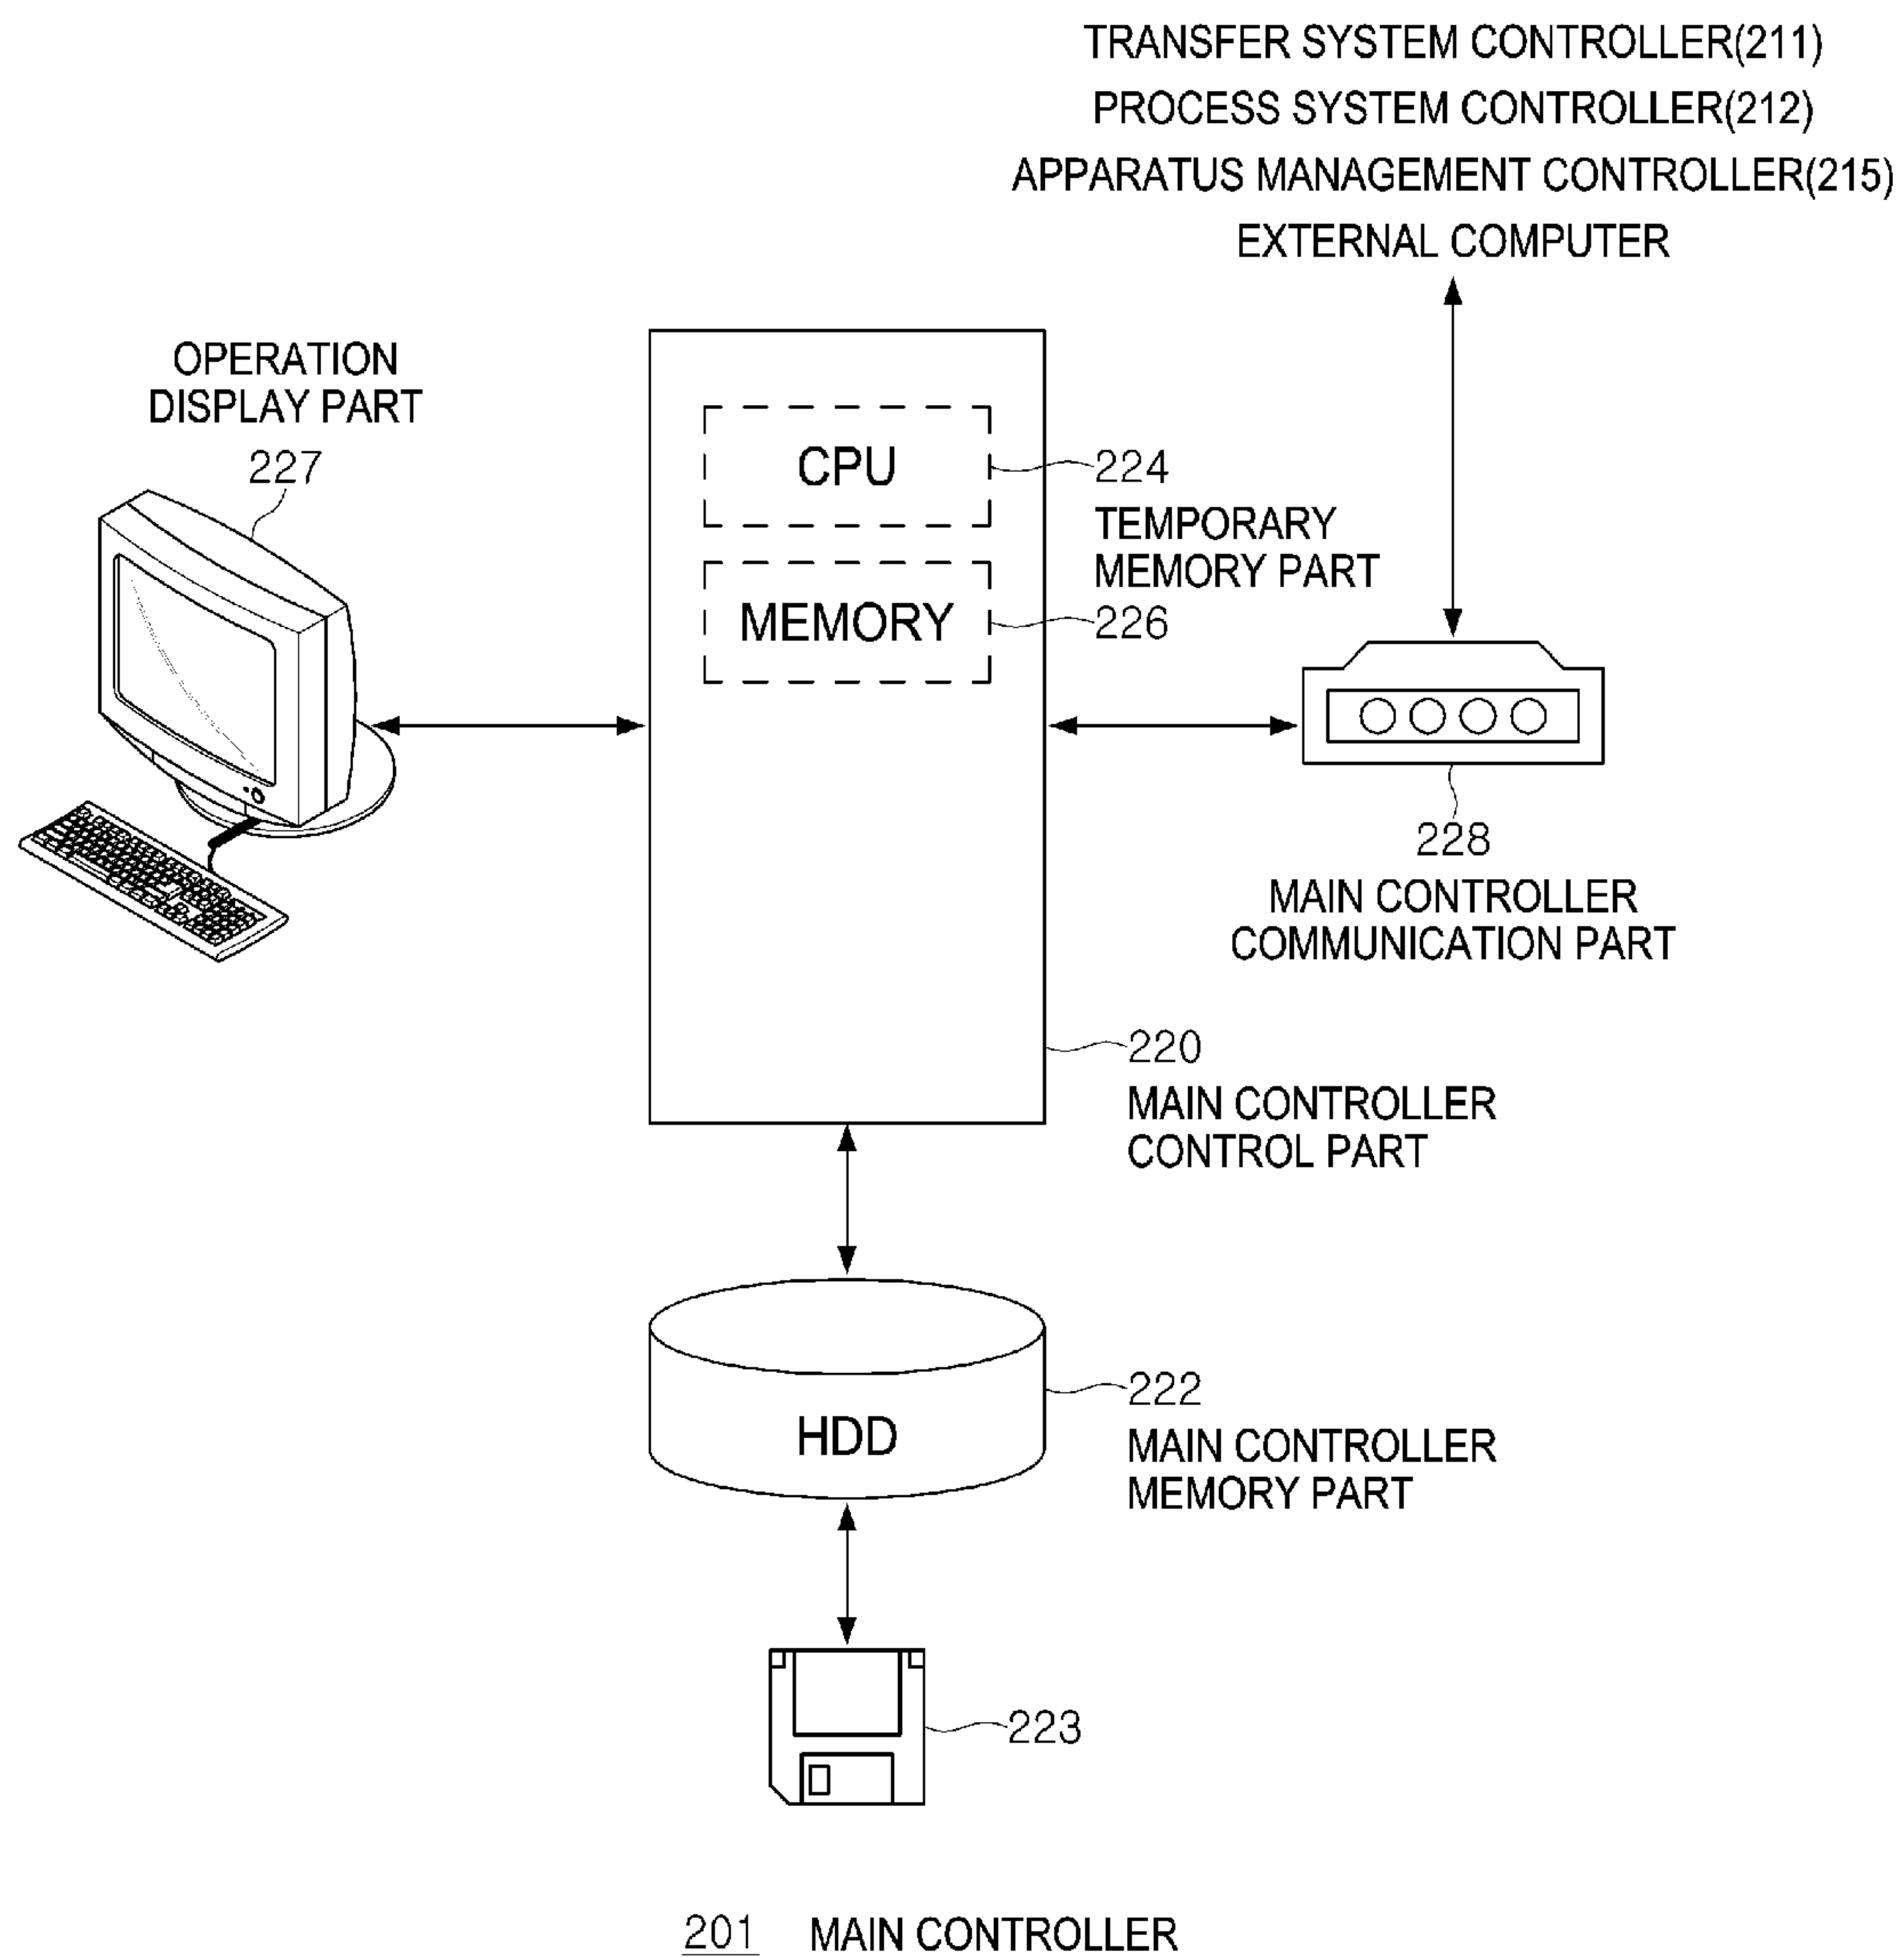 TRANSFER SYSTEM CONTROLLER(211)
PROCESS SYSTEM CONTROLLER(212)
APPARATUS MANAGEMENT CONTROLLER(215)
EXTERNAL COMPUTER
OPERATION
DISPLAY PART
227
CPU
224
TEMPORARY
MEMORY PART
MEMORY
226
228
MAIN CONTROLLER
COMMUNICATION PART
220
MAIN CONTROLLER
CONTROL PART
222
HDD
MAIN CONTROLLER
MEMORY PART
223
201 MAIN CONTROLLER